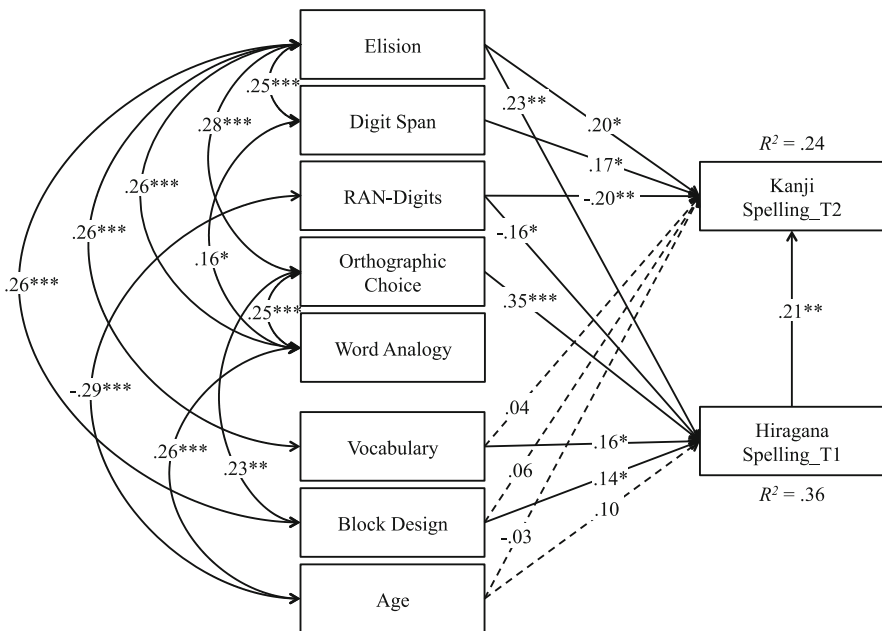 Elision
.25***
.23**
Digit Span
.28***
.20*
R² = .24
.17*
Kanji
Spelling_T2
RAN-Digits
-.20**
.26***
.26***
-.16*
.16*
Orthographic
Choice
.26***
.35***
.25***
.21**
Word Analogy
-.29***
.04
Vocabulary
.26***
.16*
Hiragana
Spelling_T1
.23**
.06
.14*
R² = .36
Block Design
.10
-.03
Age